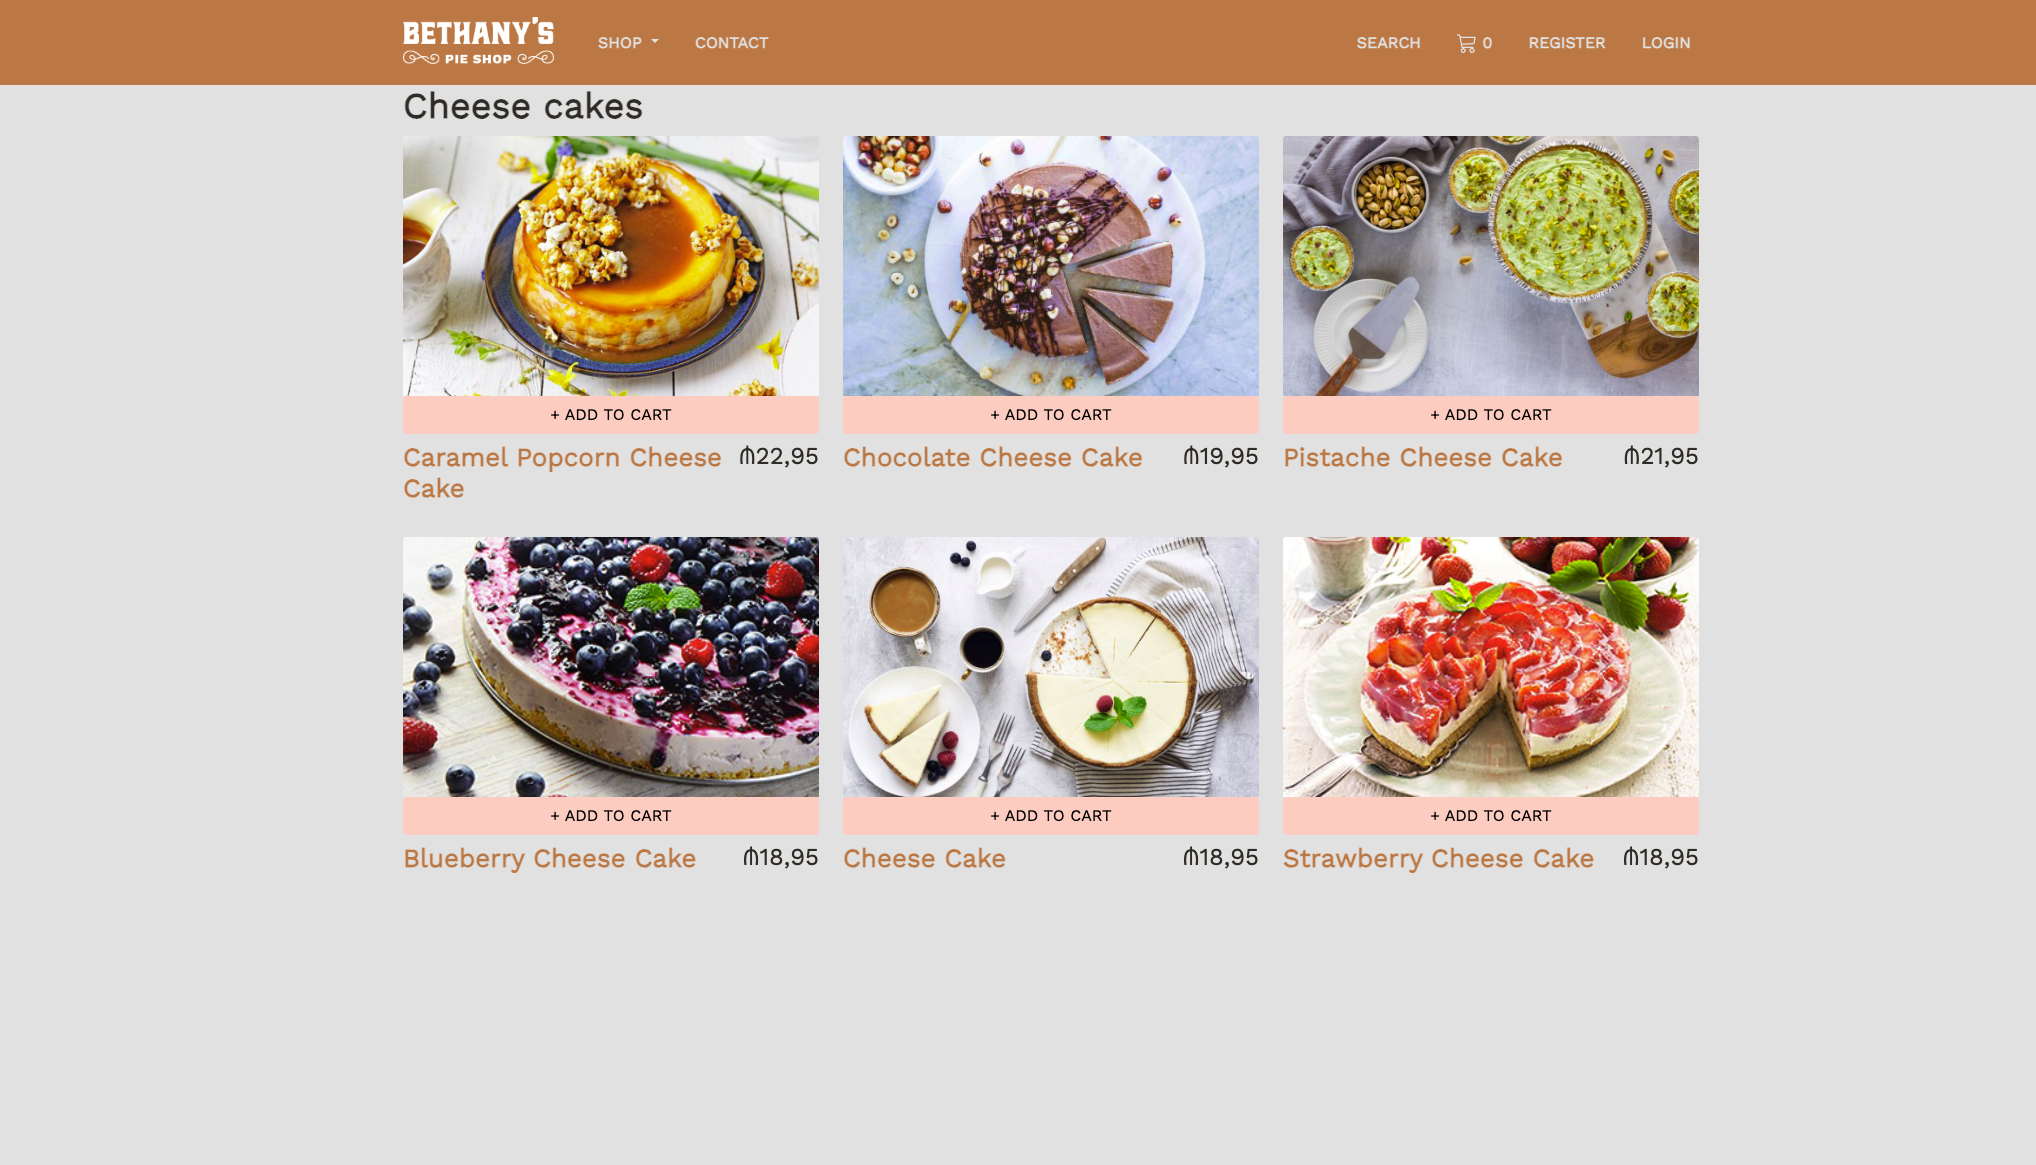 BETHANY'S
PIE SHOP
SHOP
CONTACT
SEARCH
0
REGISTER
LOGIN
Cheese cakes
+ ADD TO CART
+ ADD TO CART
+ ADD TO CART
Caramel Popcorn Cheese
Cake
₼22,95
Chocolate Cheese Cake
₼19,95
Pistache Cheese Cake
₼21,95
+ ADD TO CART
+ ADD TO CART
+ ADD TO CART
Blueberry Cheese Cake
₼18,95
Cheese Cake
₼18,95
Strawberry Cheese Cake
₼18,95